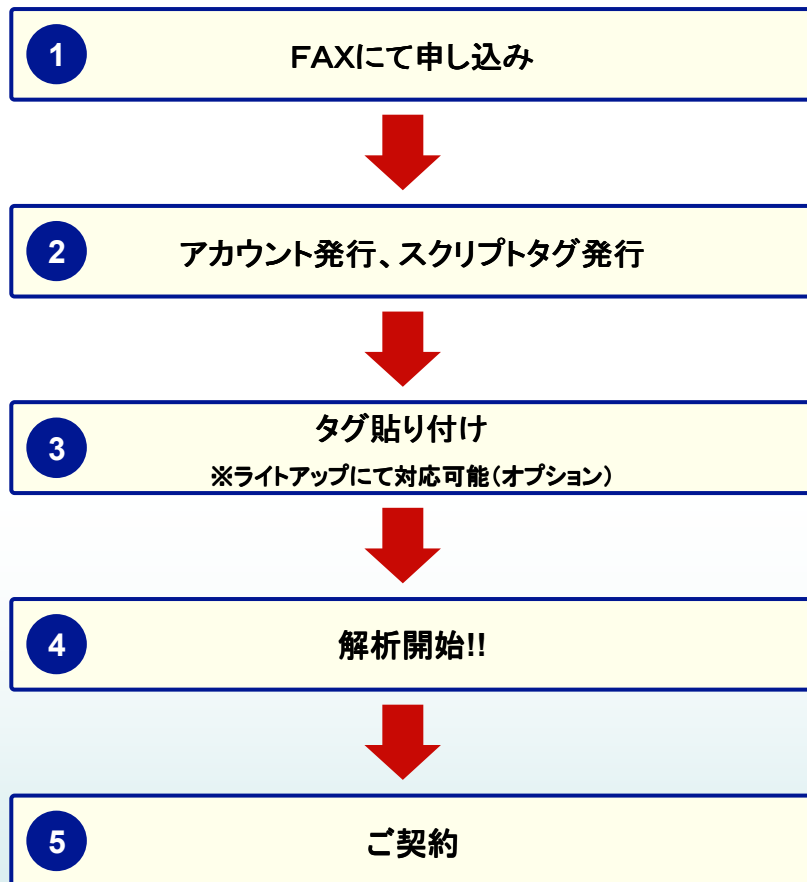 1
FAXにて申し込み
2
アカウント発行、スクリプトタグ発行
3
タグ貼り付け
※ライトアップにて対応可能(オプション)
4
解析開始!!
5
ご契約